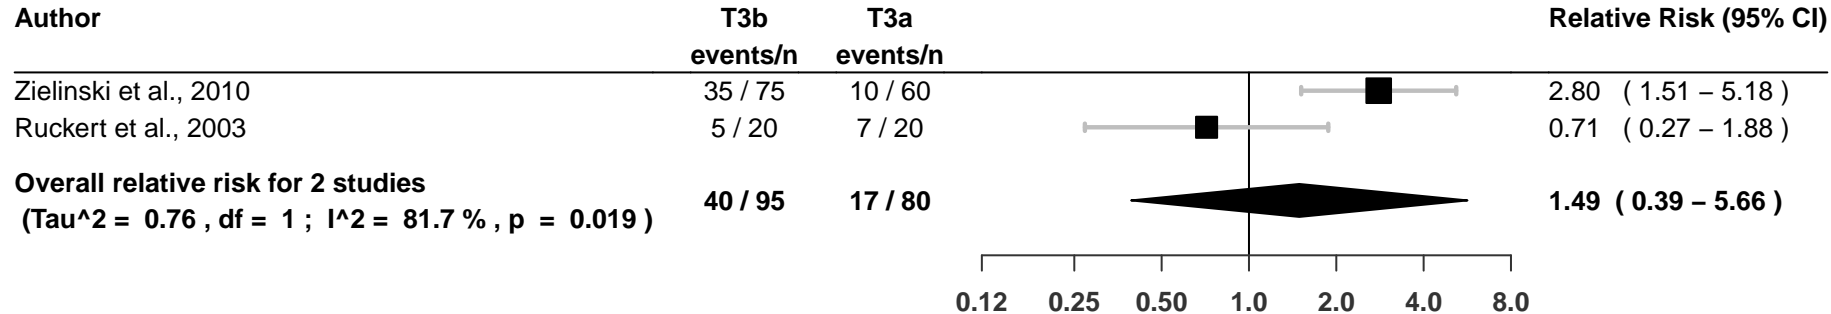 Author T3b T3a Relative Risk (95% CI)
events/n events/n
Zielinski et al., 2010 35 / 75 10 / 60 2.80 ( 1.51 − 5.18 )
Ruckert et al., 2003 5 / 20 7 / 20 0.71 ( 0.27 − 1.88 )
Overall relative risk for 2 studies
40 / 95 17 / 80 1.49 ( 0.39 − 5.66 )
(Tau^2 = 0.76 , df = 1 ; I^2 = 81.7 % , p = 0.019 )
0.12 0.25 0.50 1.0 2.0 4.0 8.0